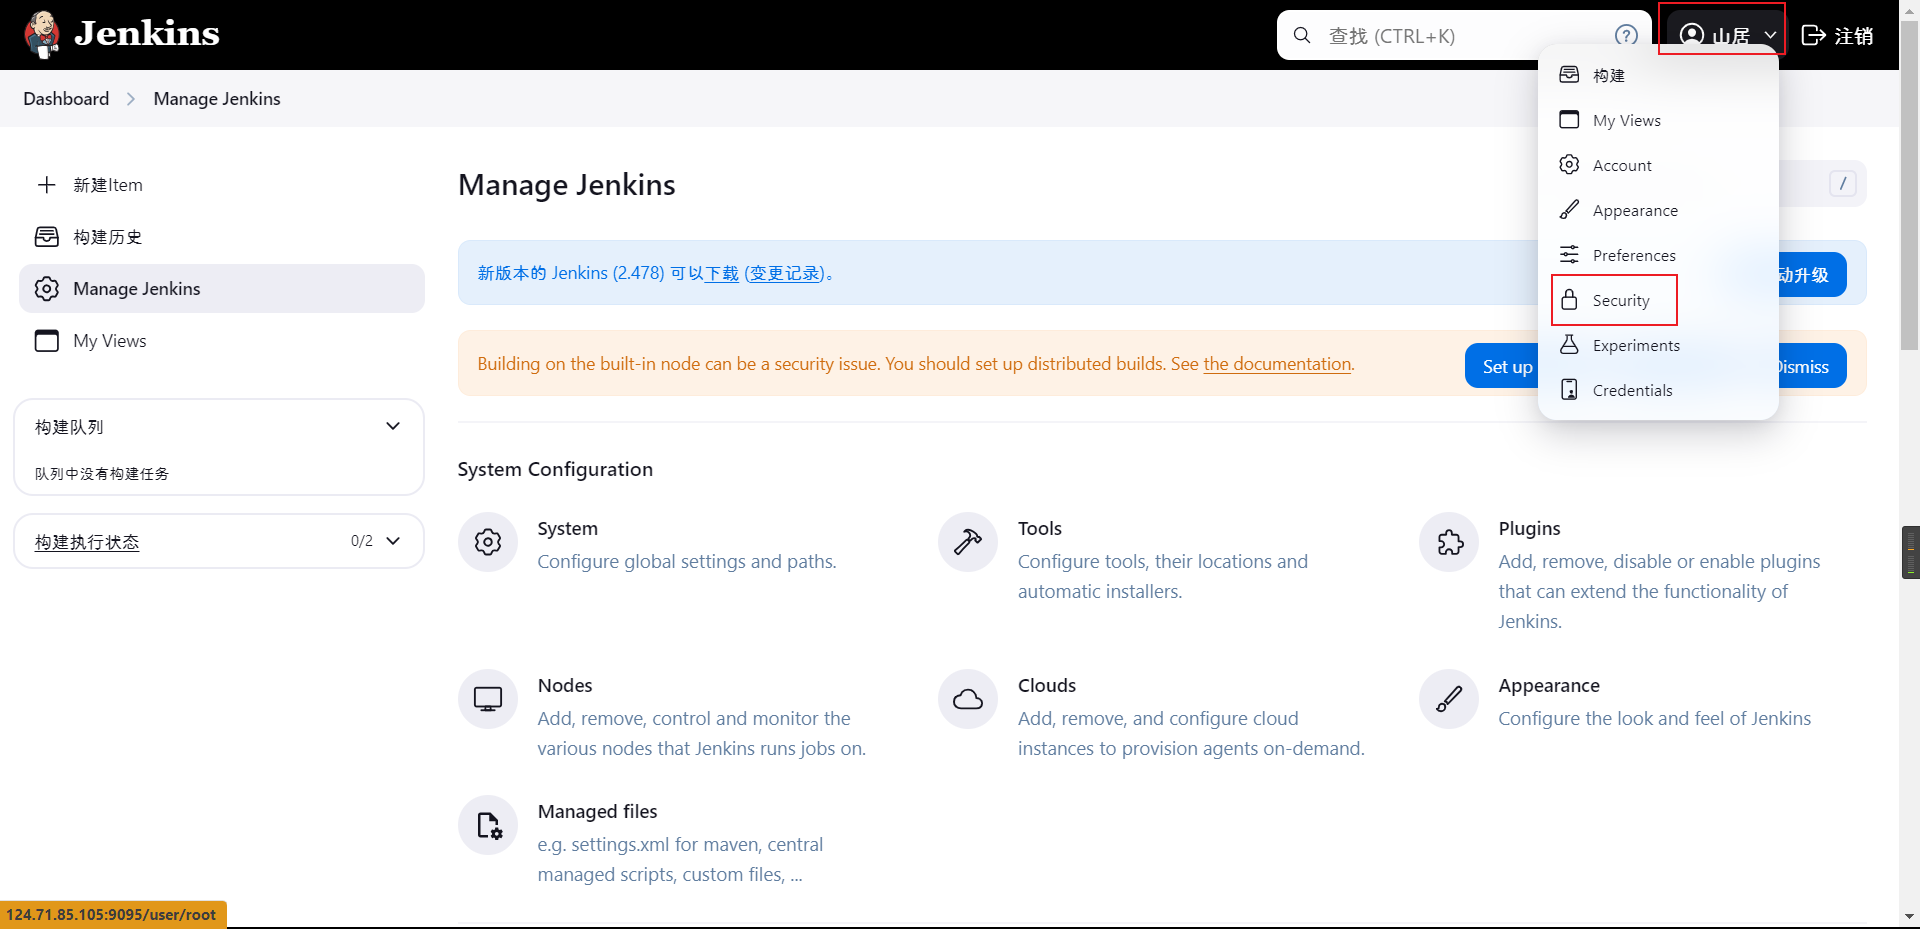 Jenkins
查找 (CTRL+K)
?
山居
注销
Dashboard
Manage Jenkins
构建
My Views
Account
Appearance
Preferences
Security
Experiments
Credentials
新建Item
构建历史
Manage Jenkins
My Views
构建队列
队列中没有构建任务
构建执行状态
0/2
Manage Jenkins
/
新版本的 Jenkins (2.478) 可以下载 (变更记录)。
动升级
Building on the built-in node can be a security issue. You should set up distributed builds. See the documentation.
Set up
Dismiss
System Configuration
System
Configure global settings and paths.
Tools
Configure tools, their locations and
automatic installers.
Plugins
Add, remove, disable or enable plugins
that can extend the functionality of
Jenkins.
Nodes
Add, remove, control and monitor the
various nodes that Jenkins runs jobs on.
Clouds
Add, remove, and configure cloud
instances to provision agents on-demand.
Appearance
Configure the look and feel of Jenkins
Managed files
e.g. settings.xml for maven, central
managed scripts, custom files, ...
124.71.85.105:9095/user/root